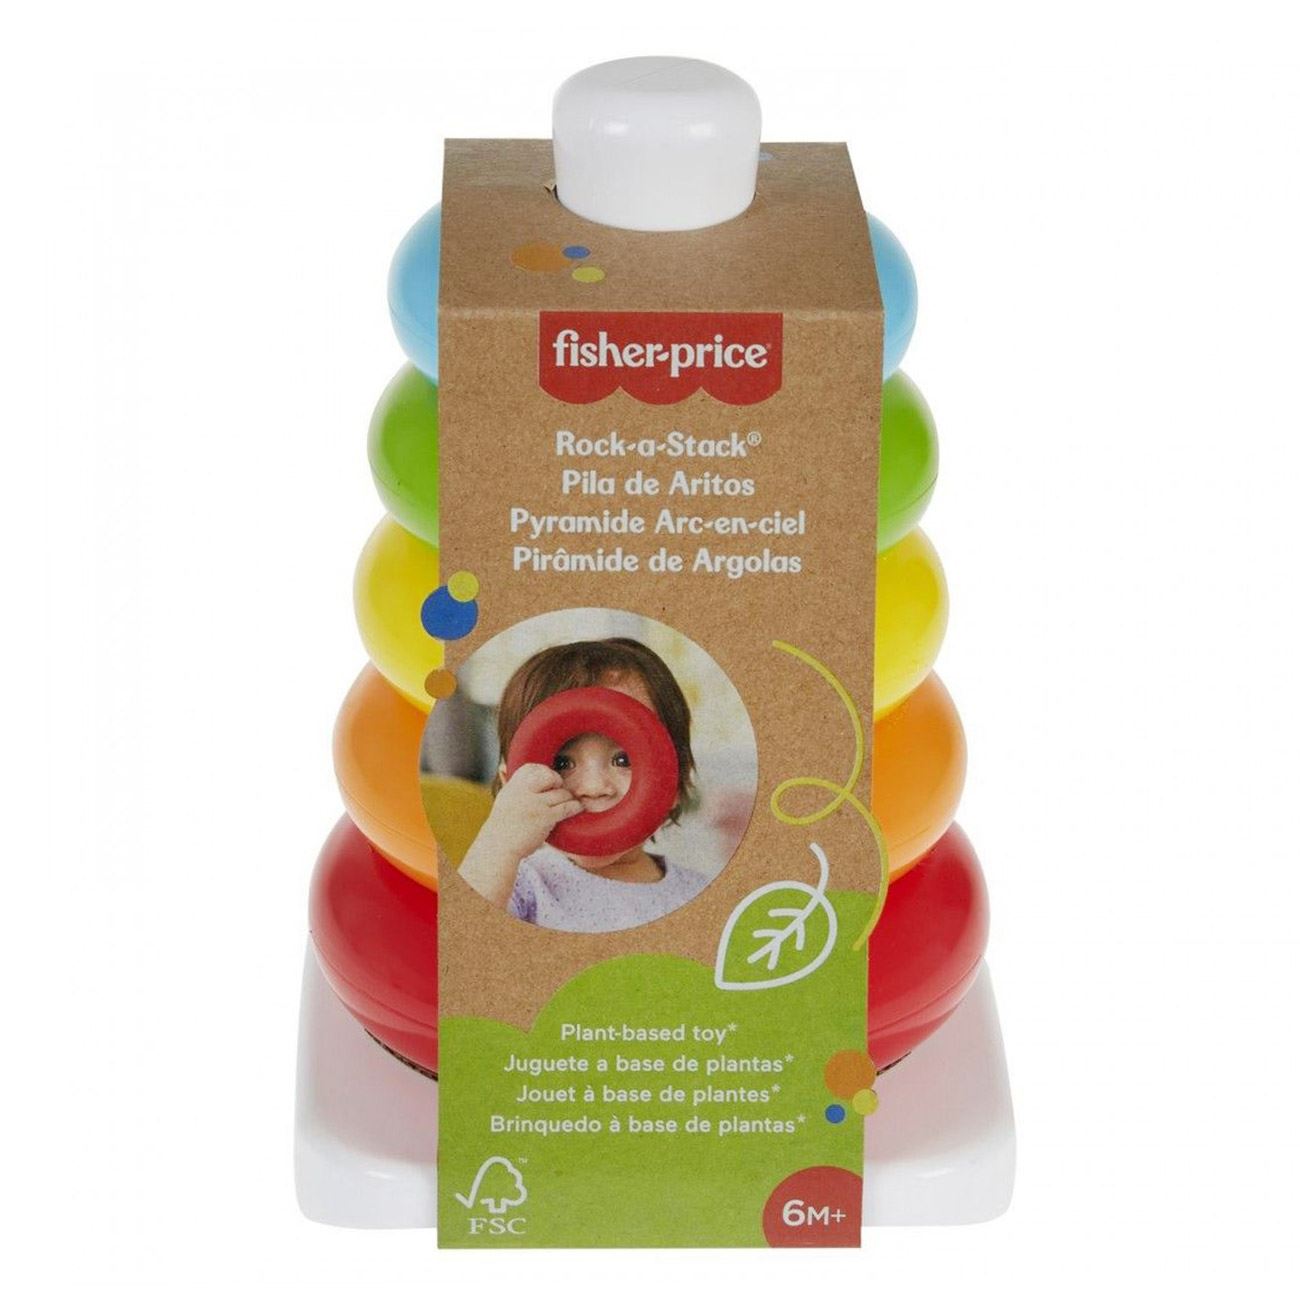 fisher-price
Rock-a-Stack®
Pila de Aritos
Pyramide Arc-en-ciel
Pirâmide de Argolas
Plant-based toy*
Juguete a base de plantas*
Jouet à base de plantes*
Brinquedo à base de plantas*
™
FSC
6M+